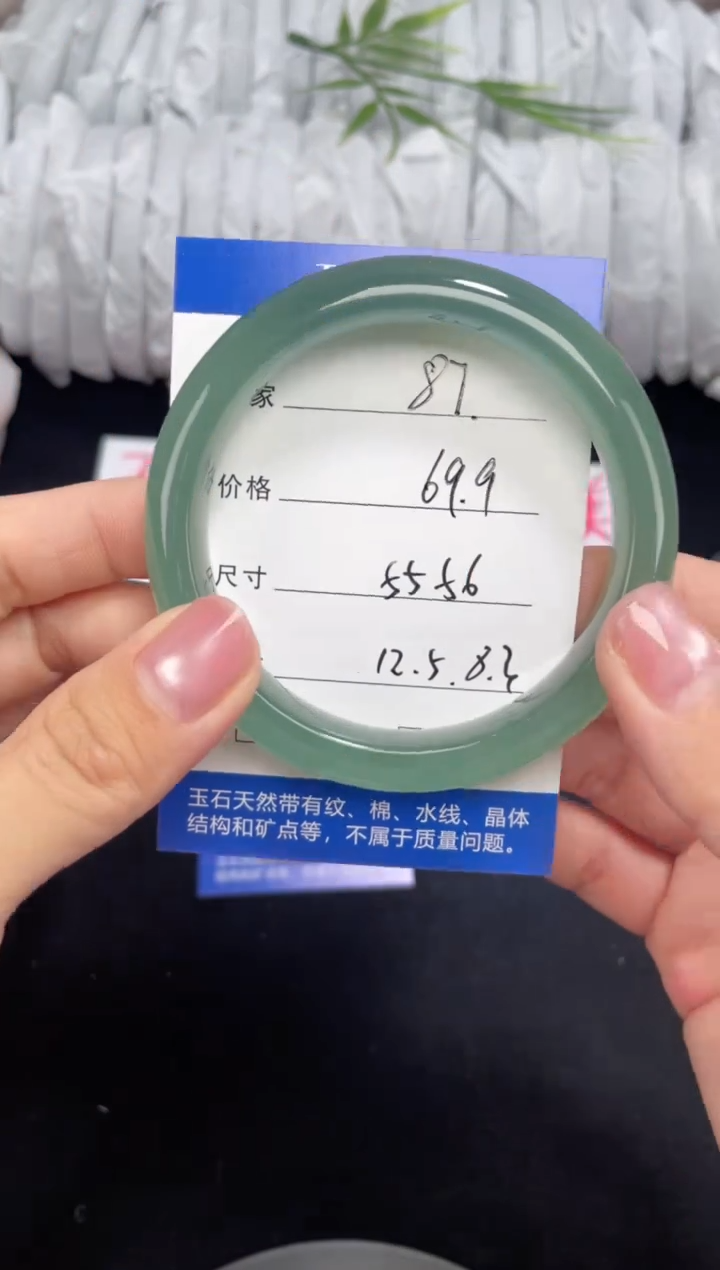 家 87.
价格 69.9
尺寸 55 56
12.5. 8.2
玉石天然带有纹、棉、水线、晶体
结构和矿点等，不属于质量问题。